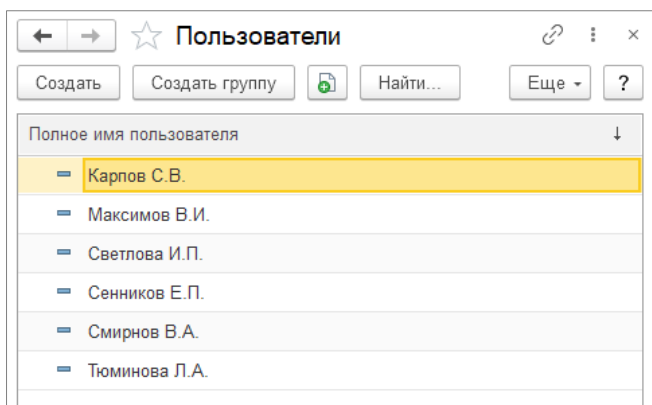 Пользователи
Создать Создать группу Найти... Еще ?
Полное имя пользователя
Карпов С.В.
Максимов В.И.
Светлова И.П.
Сенников Е.П.
Смирнов В.А.
Тюминова Л.А.